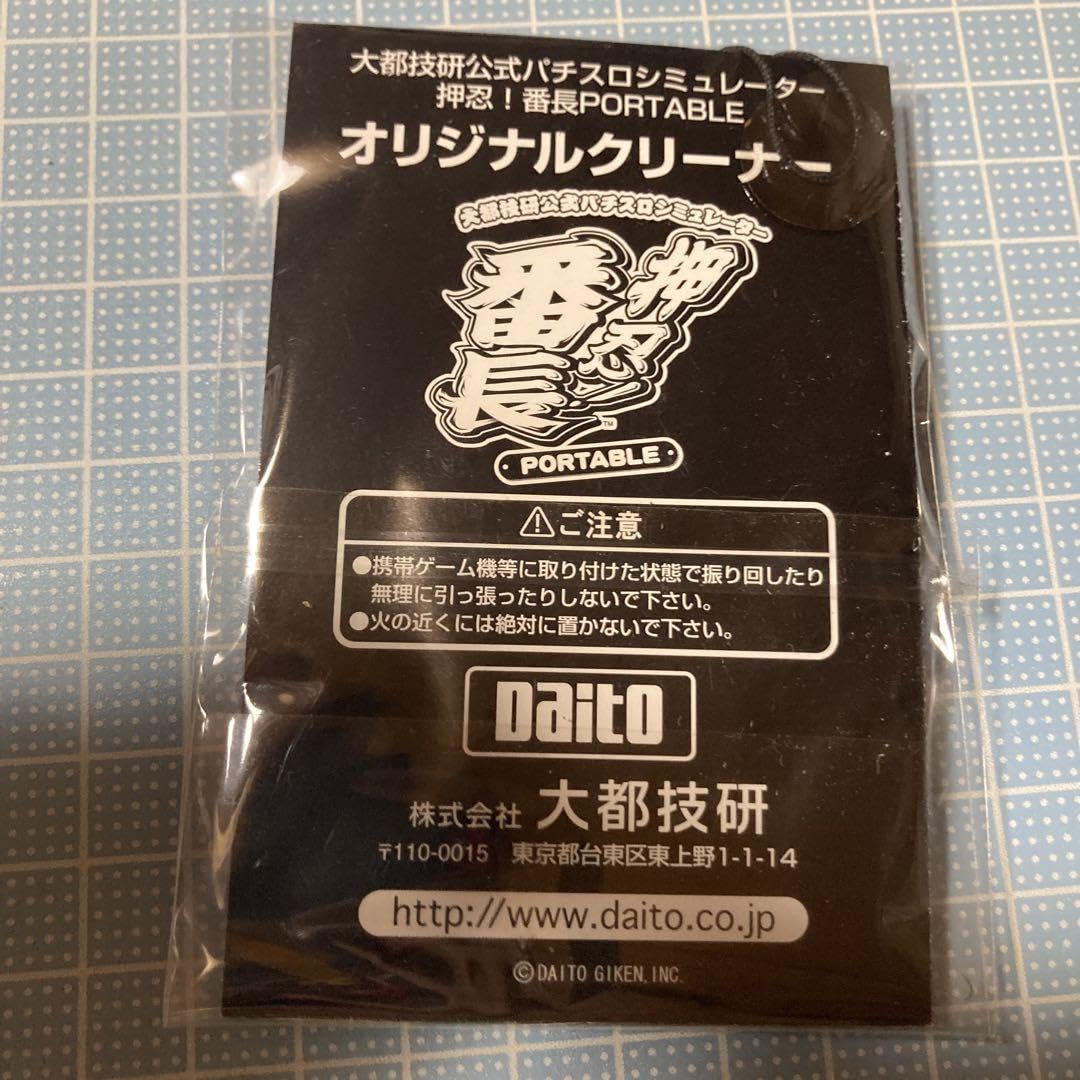 大都技研公式パチスロシミュレーター
押忍！番長PORTABLE
オリジナルクリーナー
大都技研公式パチスロシミュレーター
押忍！
番長™
PORTABLE
⚠ご注意
●携帯ゲーム機等に取り付けた状態で振り回したり
無理に引っ張ったりしないで下さい。
●火の近くには絶対に置かないで下さい。
Daito
株式会社 大都技研
〒110-0015 東京都台東区東上野1-1-14
http://www.daito.co.jp
©DAITO GIKEN, INC.